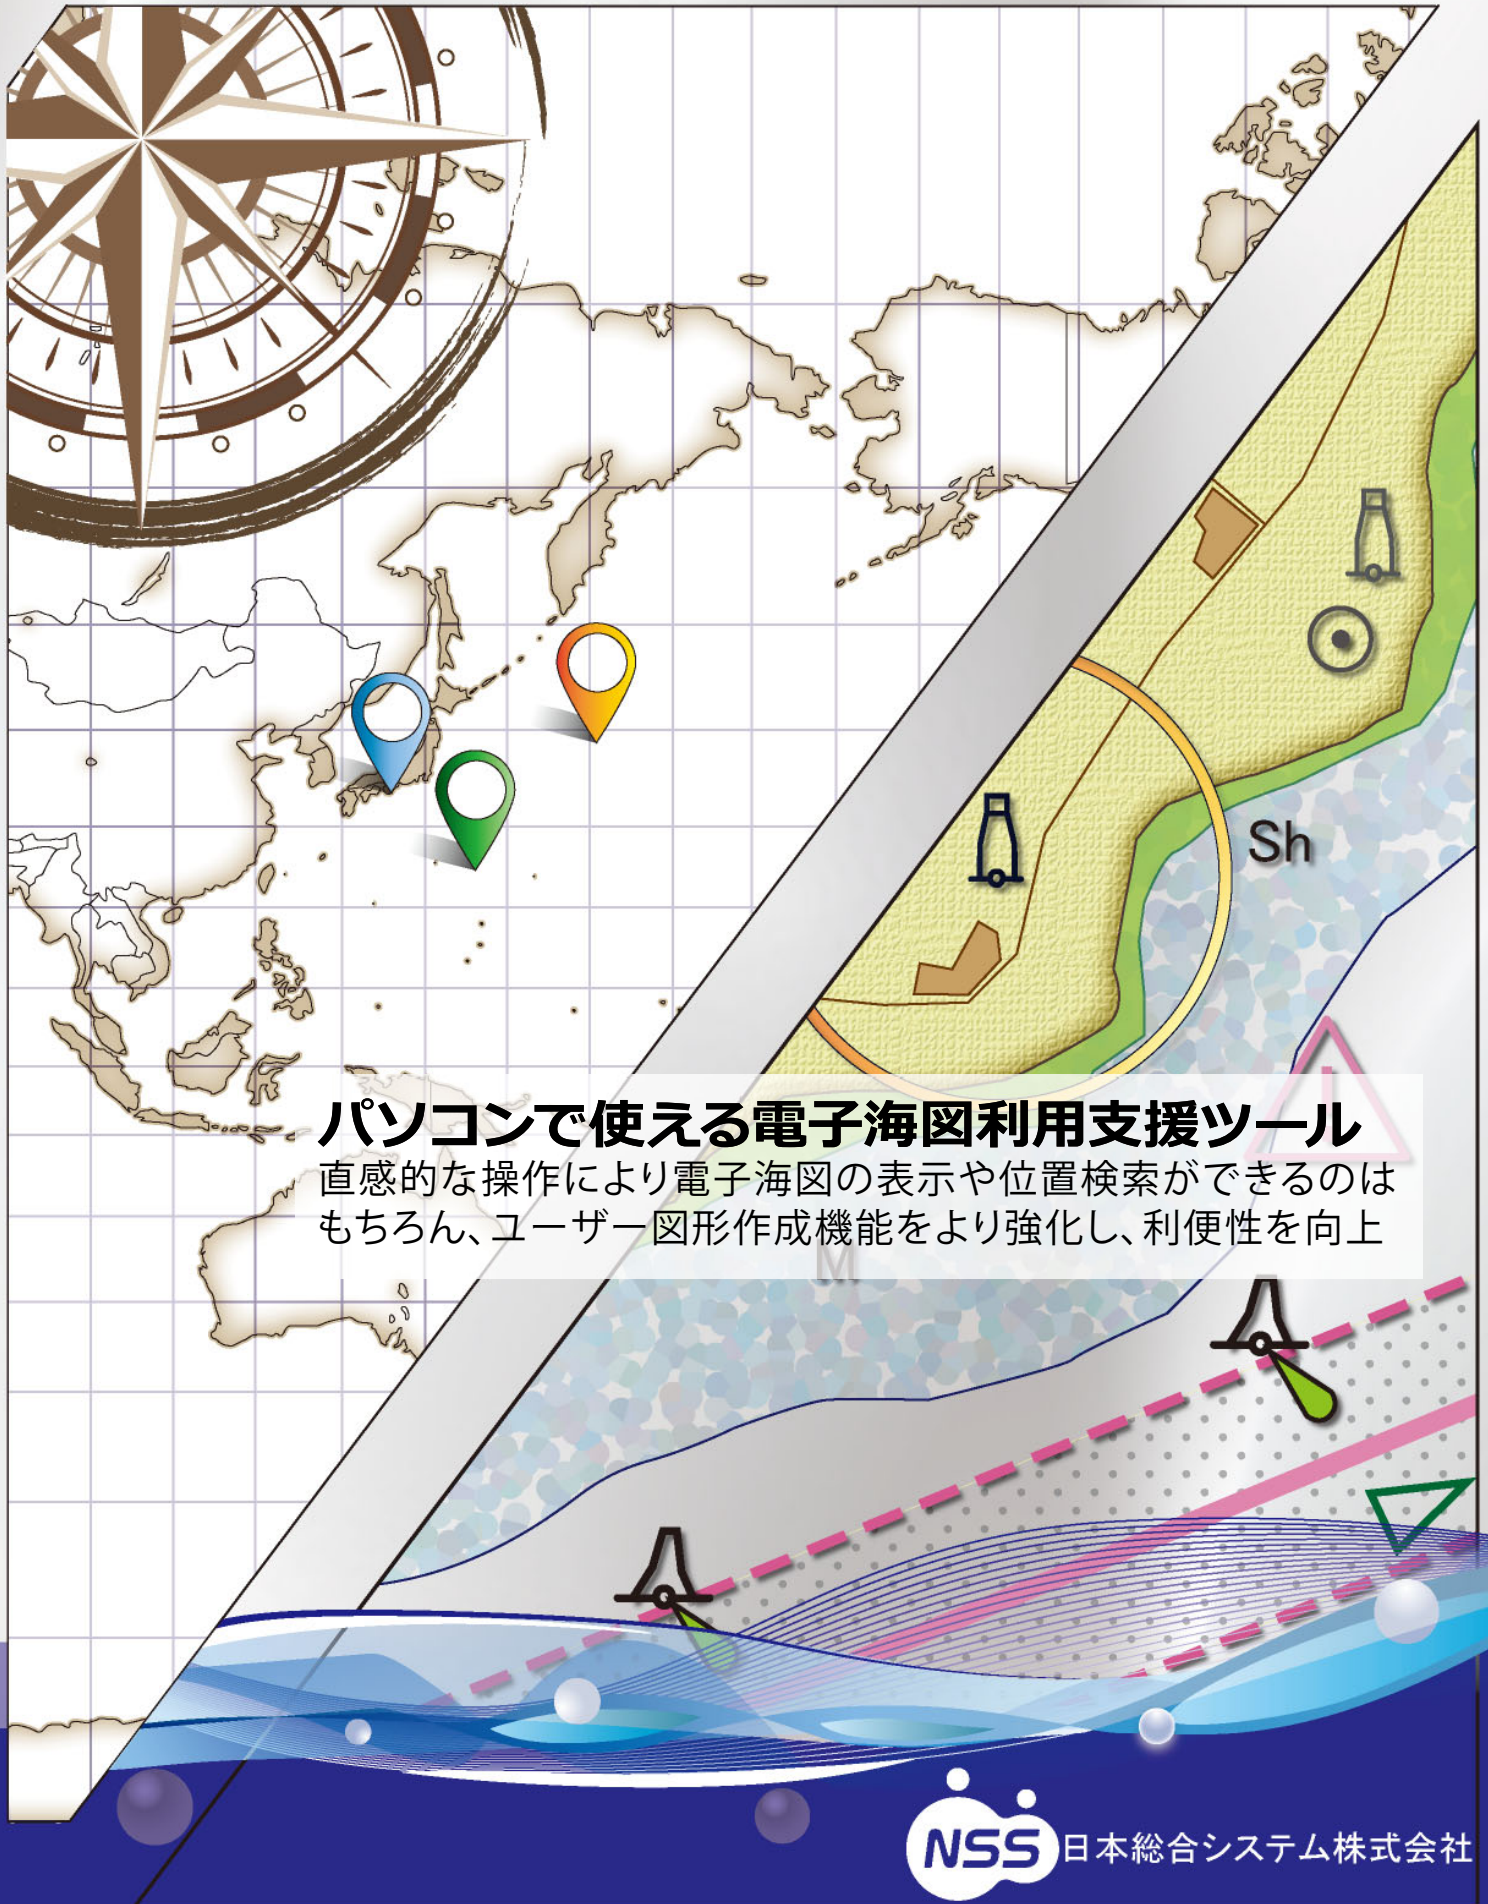 Sh
パソコンで使える電子海図利用支援ツール
直感的な操作により電子海図の表示や位置検索ができるのは
もちろん、ユーザー図形作成機能をより強化し、利便性を向上
M
NSS 日本総合システム株式会社